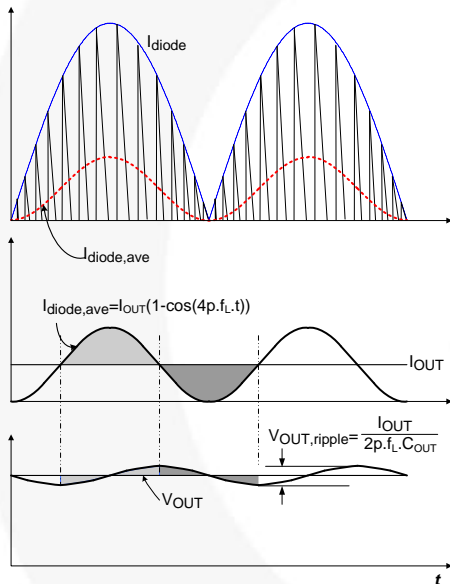 Idiode
Idiode,ave
Idiode,ave=IOUT(1-cos(4p.fL.t))
IOUT
VOUT,ripple= IOUT
2p.fL.COUT
VOUT
t